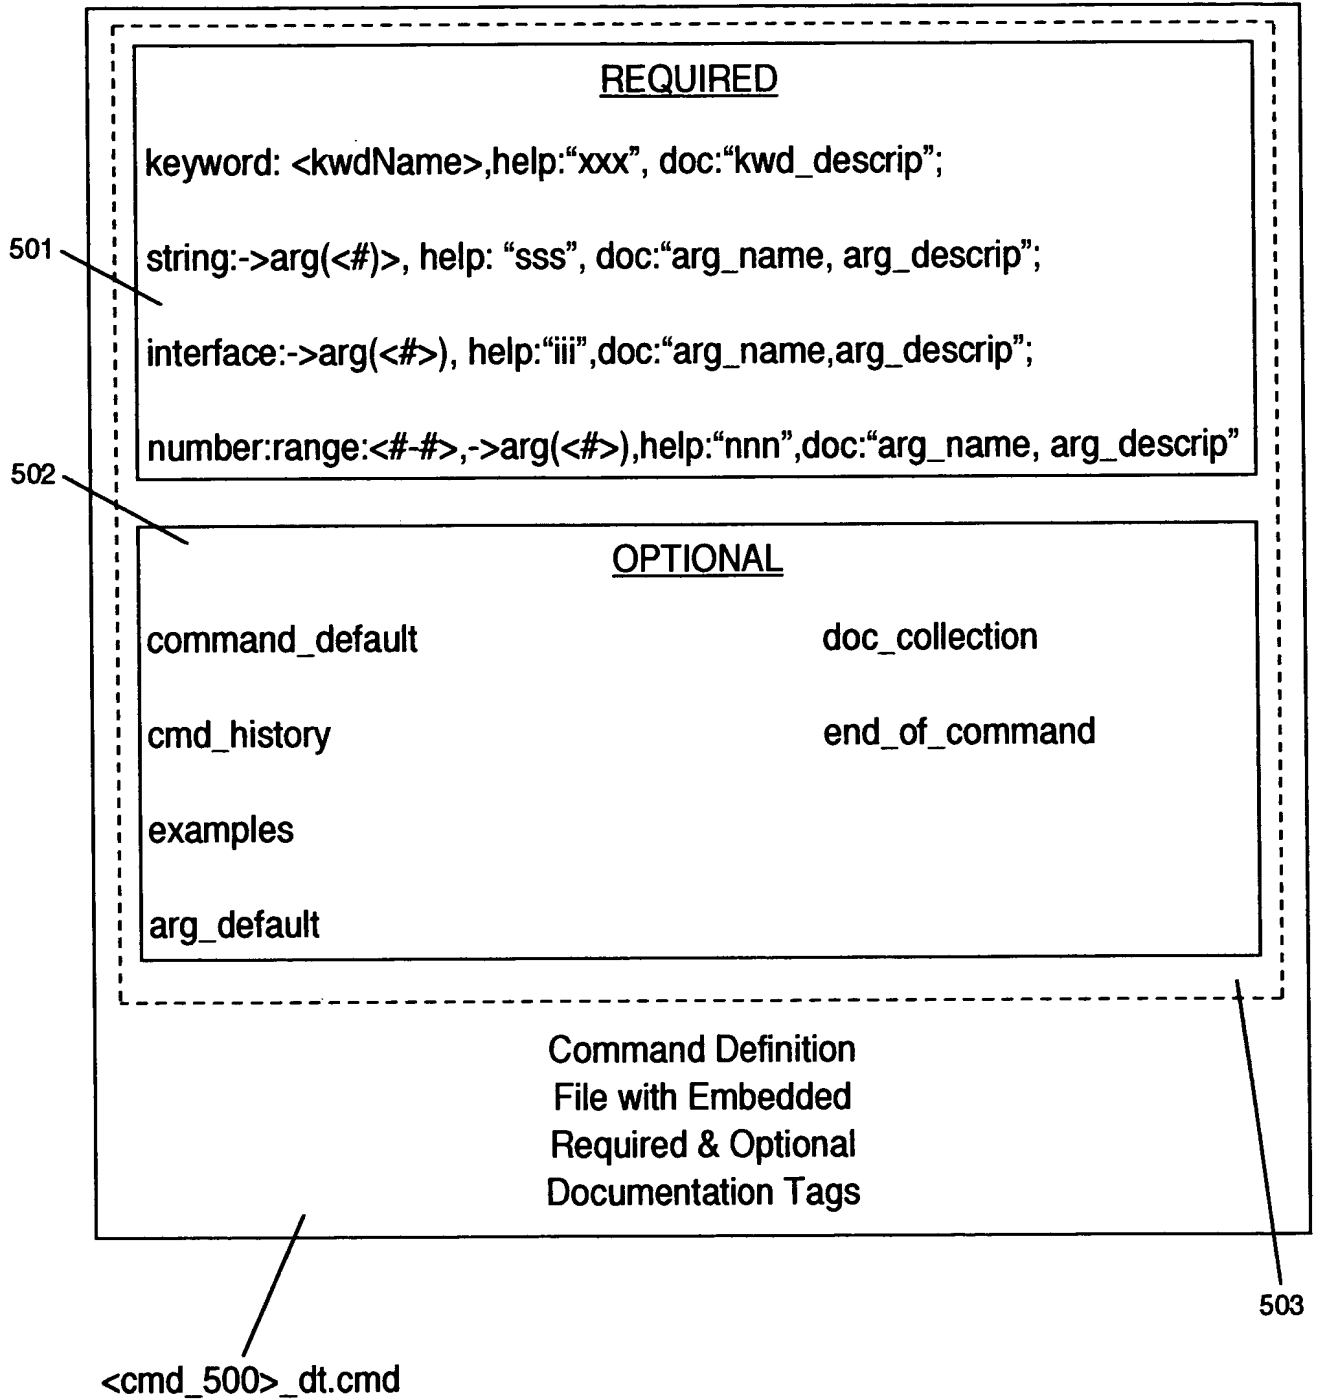 REQUIRED
keyword: <kwdName>,help:“xxx”, doc:“kwd_descrip”;
501
string:->arg(<#)>, help: “sss”, doc:“arg_name, arg_descrip”;
interface:->arg(<#>), help:“iii”,doc:“arg_name,arg_descrip”;
number:range:<#-#>,->arg(<#>),help:“nnn”,doc:“arg_name, arg_descrip”
502
OPTIONAL
command_default
doc_collection
cmd_history
end_of_command
examples
arg_default
Command Definition
File with Embedded
Required & Optional
Documentation Tags
503
<cmd_500>_dt.cmd